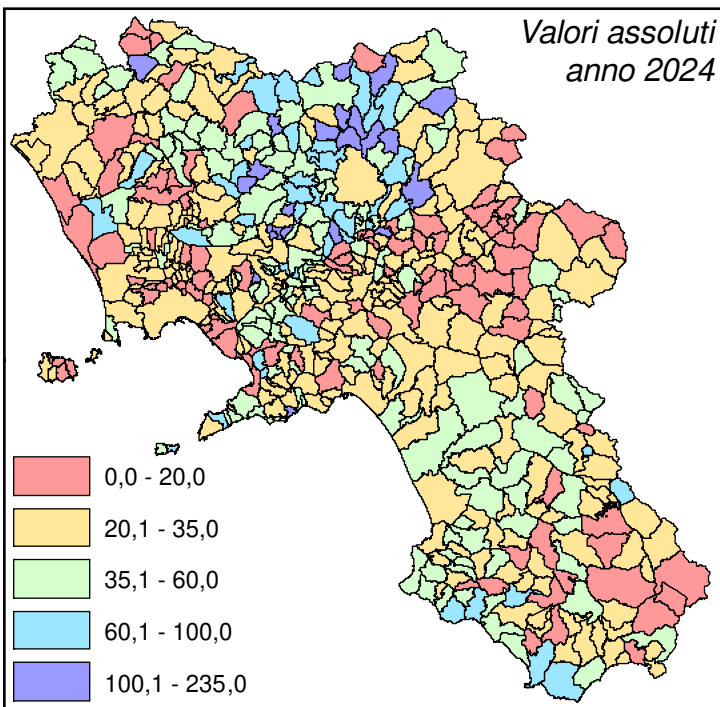 Valori assoluti
anno 2024
0,0 - 20,0
20,1 - 35,0
35,1 - 60,0
60,1 - 100,0
100,1 - 235,0